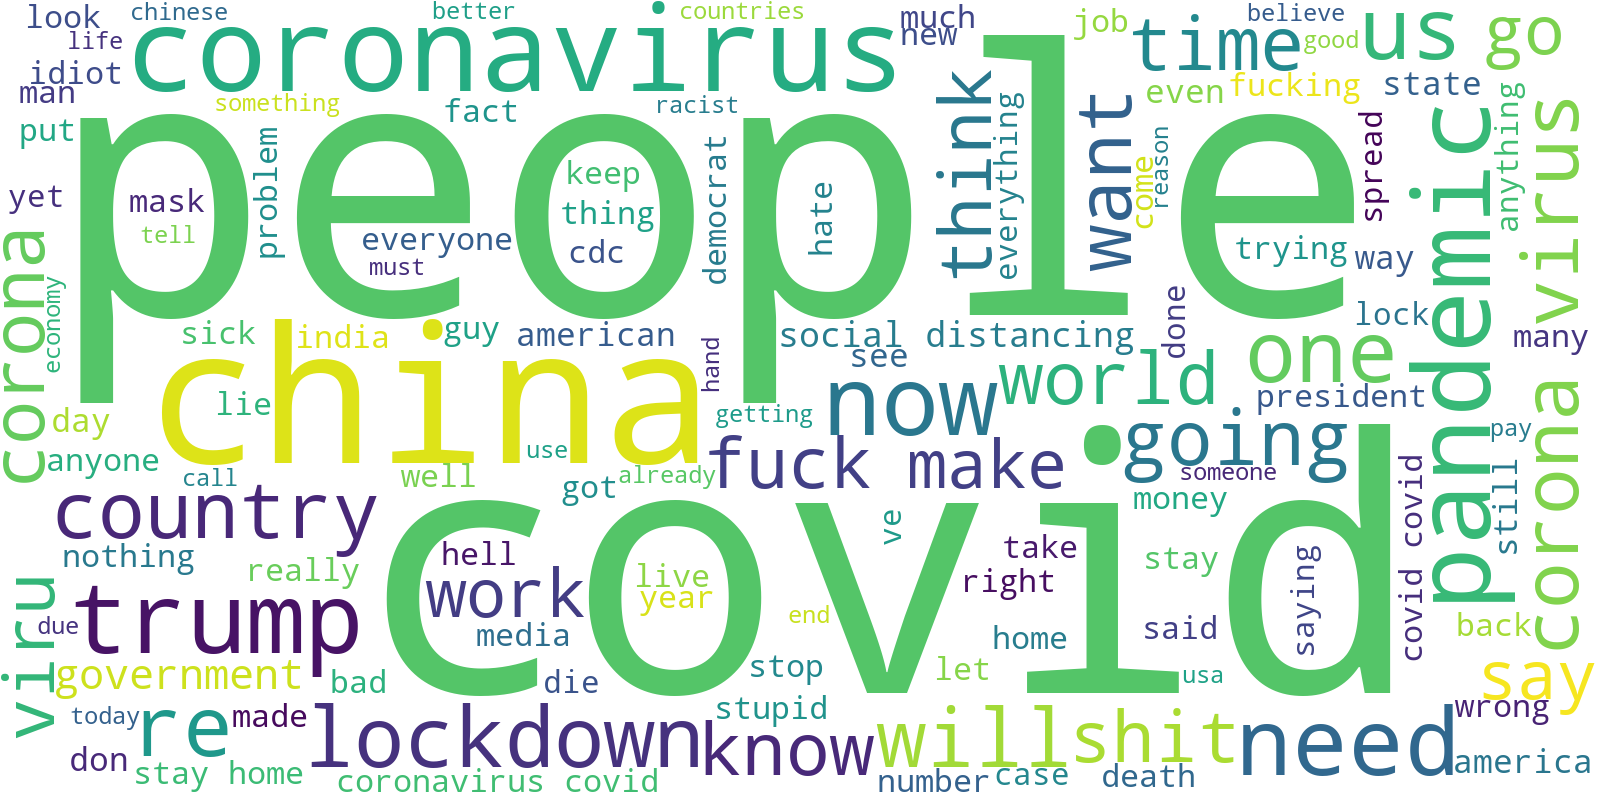 look
chinese
better
countries
much
new
job
believe
life
coronavirus
time
good
us
go
idiot
man
something
fact
racist
think
everything
want
even
fucking
state
put
people
problem
keep
democrat
hate
come
reason
spread
pandemic
anything
corona virus
yet
mask
tell
thing
everyone
cdc
must
trying
way
corona
economy
sick
india
guy
american
social distancing
see
done
lock
many
china
lie
hand
now
world
one
president
day
getting
going
pay
anyone
call
well
use
already
fuck
make
someone
got
money
country
covid
ve
covid covid
still
nothing
really
hell
work
live
year
take
right
stay
saying
viru
due
trump
media
end
home
said
back
government
bad
die
stop
let
usa
say
today
re
made
lockdown
stupid
know
will
shit
need
wrong
don
stay home
coronavirus covid
number
case
death
america